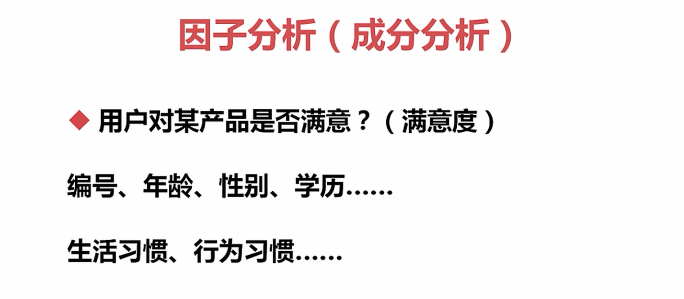 因子分析（成分分析）
◆ 用户对某产品是否满意？（满意度）
编号、年龄、性别、学历……
生活习惯、行为习惯……